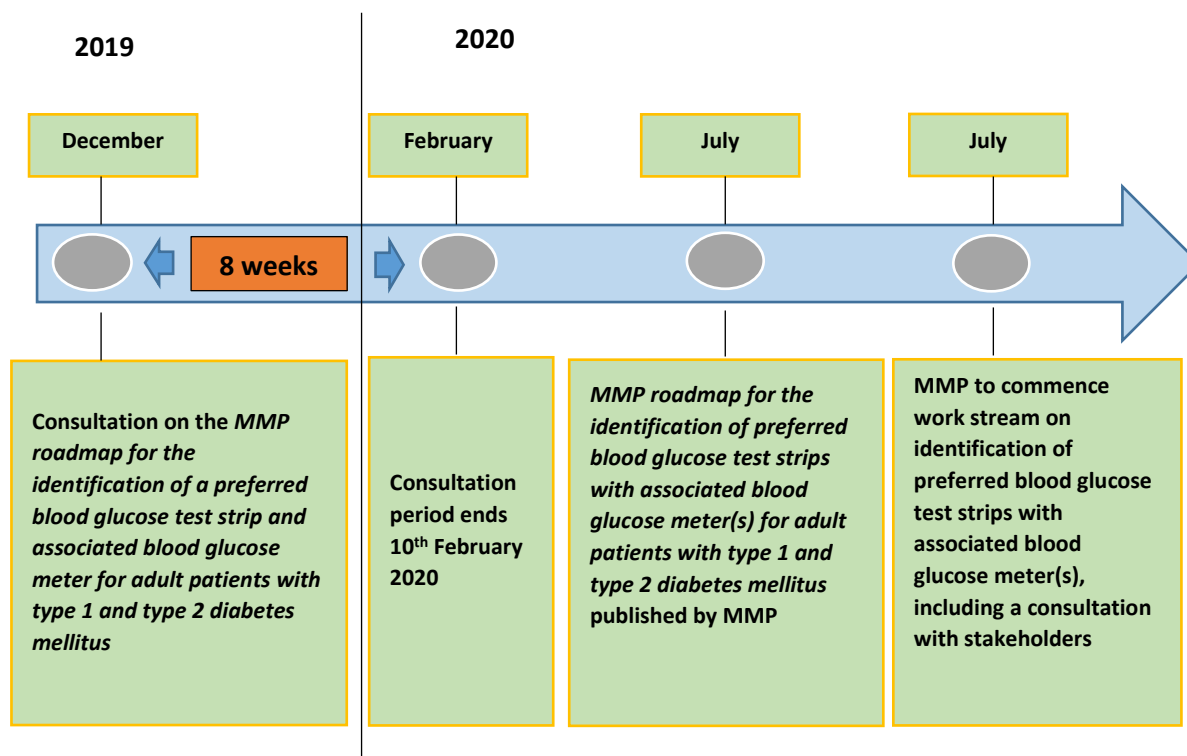 2019
2020
December
February
July
July
8 weeks
Consultation on the MMP
roadmap for the
identification of a preferred
blood glucose test strip and
associated blood glucose
meter for adult patients with
type 1 and type 2 diabetes
mellitus
Consultation
period ends
10th February
2020
MMP roadmap for the
identification of preferred
blood glucose test strips
with associated blood
glucose meter(s) for adult
patients with type 1 and
type 2 diabetes mellitus
published by MMP
MMP to commence
work stream on
identification of
preferred blood glucose
test strips with
associated blood
glucose meter(s),
including a consultation
with stakeholders